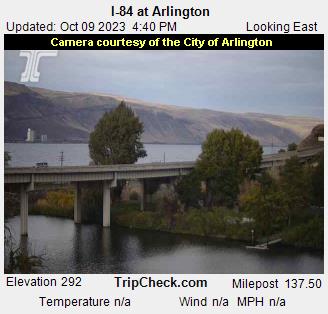 I-84 at Arlington
Updated: Oct 09 2023 4:40 PM Looking East
Camera courtesy of the City of Arlington
Elevation 292 TripCheck.com Milepost 137.50
Temperature n/a Wind n/a MPH n/a